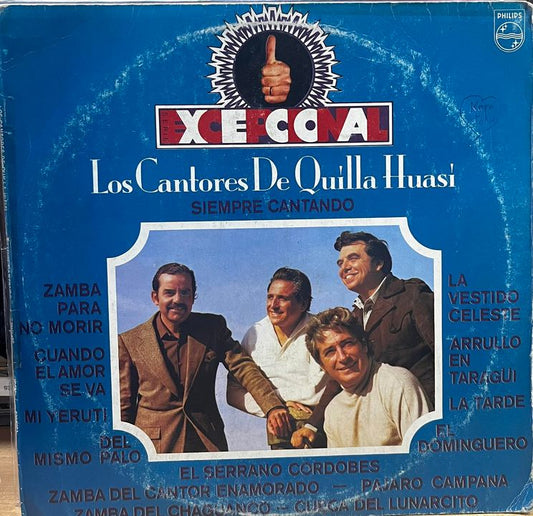 PHILIPS
EXCEPCIONAL
Los Cantores De Quilla Huasi
SIEMPRE CANTANDO
ZAMBA
PARA
NO MORIR
CUANDO
EL AMOR
SE VA
MI YERUTI
DEL
MISMO PALO
LA
VESTIDO
CELESTE
ARRULLO
EN
TARAGUI
LA TARDE
EL
DOMINGUERO
EL SERRANO CORDOBES
ZAMBA DEL CANTOR ENAMORADO — PAJARO CAMPANA
ZAMBA DEL CHAGUANCO — CUECA DEL LUNARCITO